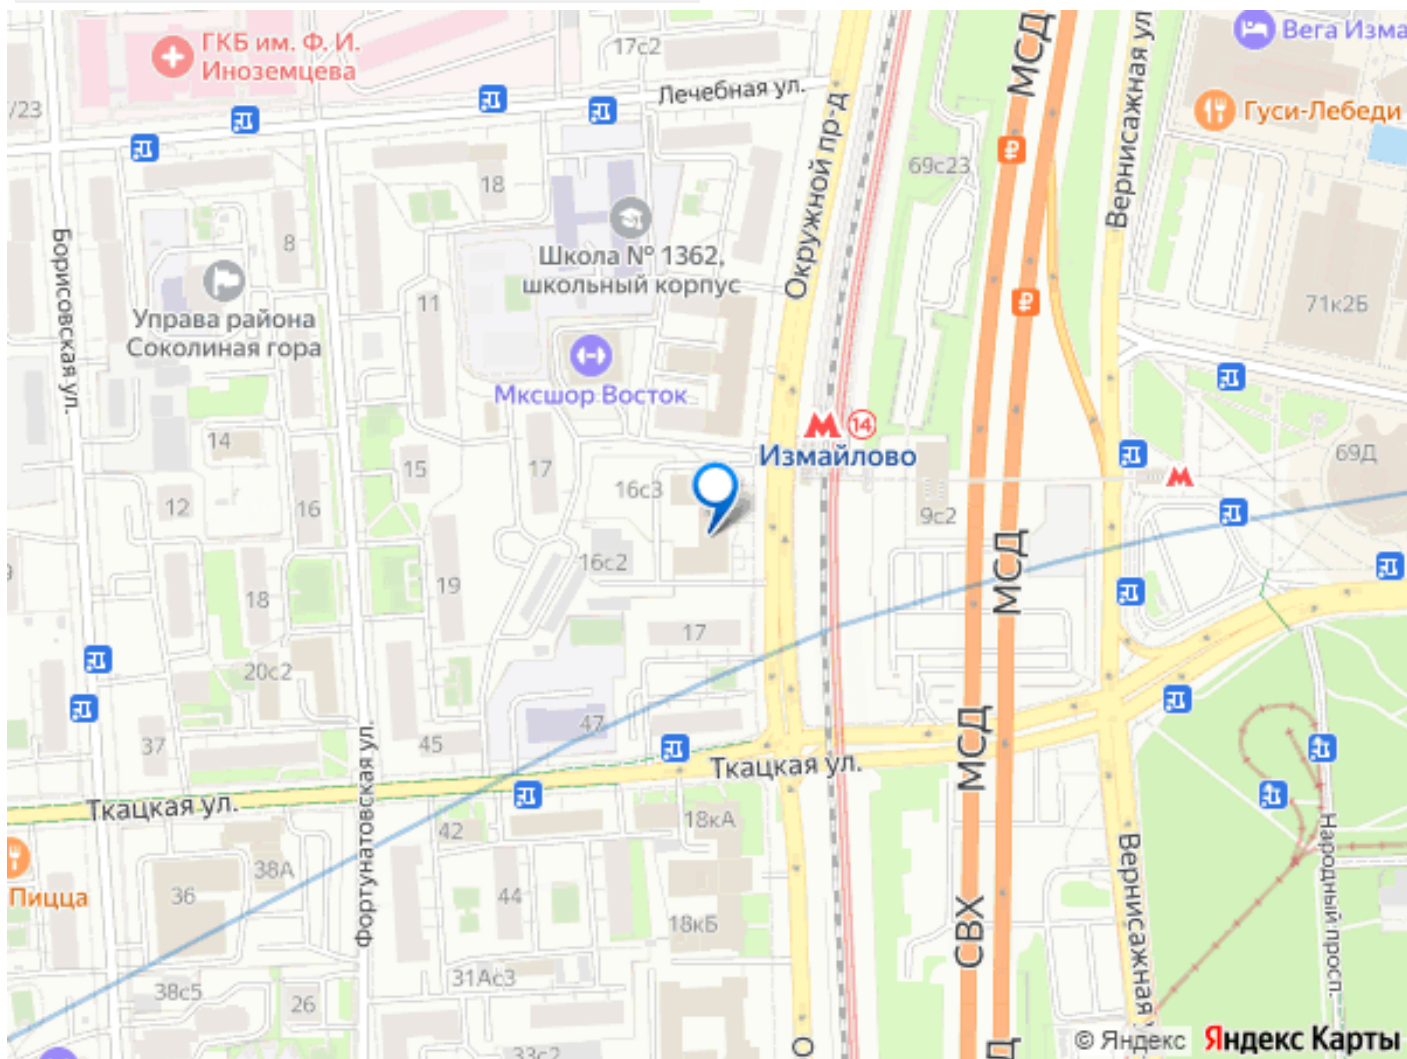 ГКБ им. Ф. И.
Иноземцева
17с2
Вега Изма
МСД
Вернисажная ул
Лечебная ул.
/23
Гуси-Лебеди
Окружной пр-д
69с23
18
Школа № 1362,
школьный корпус
8
Борисовская ул.
11
71к2Б
Управа района
Соколиная гора
Мксшор Восток
14
Измайлово
14
15
17
69Д
12
16
16с3
9с2
16с2
МСД
19
18
17
20с2
47
45
37
МСД
Ткацкая ул.
Ткацкая ул.
Фортунатовская ул.
42
18кА
Народный просп.
Вернисажная
38А
36
44
Пицца
18кБ
СВХ
31Ас3
38с5
26
33с2
О
Д
© Яндекс Яндекс Карты